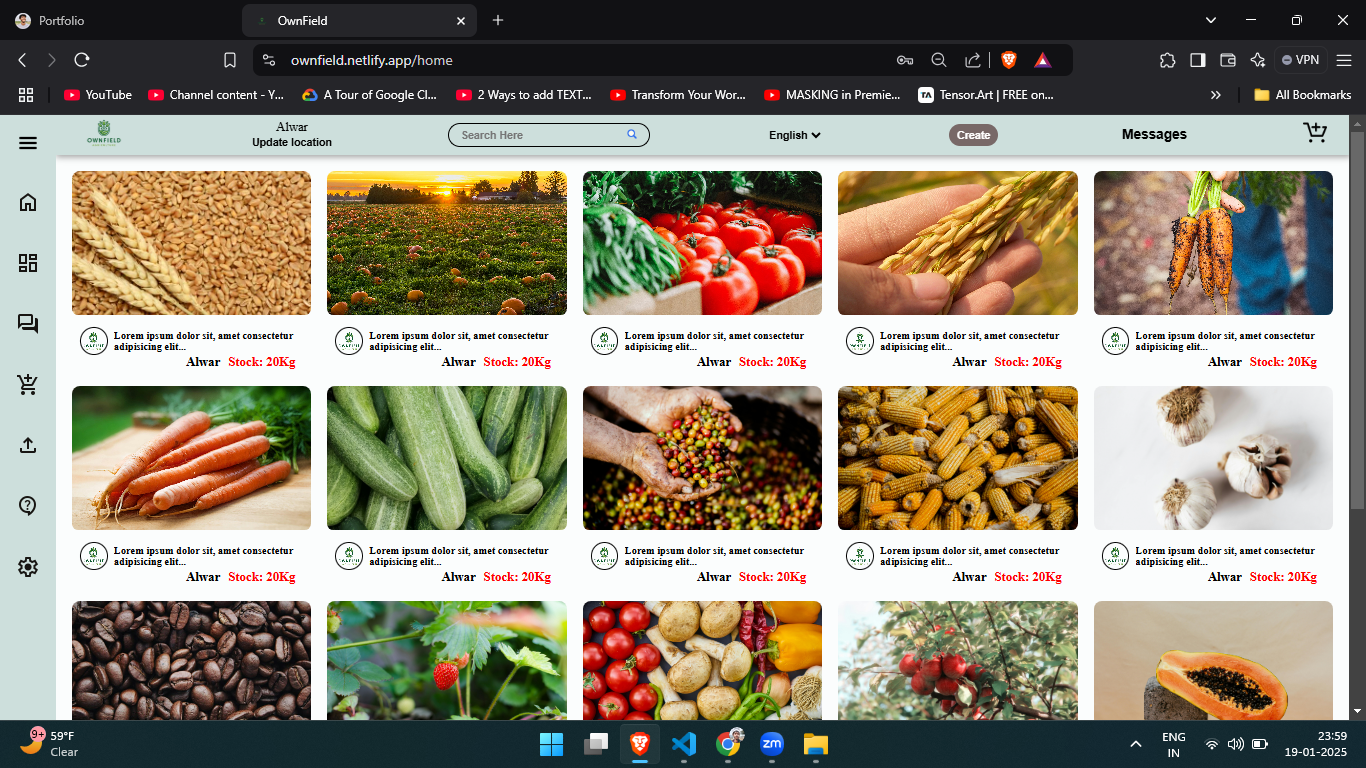 Portfolio
OwnField
ownfield.netlify.app/home
VPN
YouTube
Channel content - Y...
A Tour of Google Cl...
2 Ways to add TEXT...
Transform Your Wor...
MASKING in Premie...
TA
Tensor.Art | FREE on...
All Bookmarks
OWNFIELD
Alwar
Update location
Search Here
English
Create
Messages
Lorem ipsum dolor sit, amet consectetur
adipisicing elit...
Alwar Stock: 20Kg
Lorem ipsum dolor sit, amet consectetur
adipisicing elit...
Alwar Stock: 20Kg
Lorem ipsum dolor sit, amet consectetur
adipisicing elit...
Alwar Stock: 20Kg
Lorem ipsum dolor sit, amet consectetur
adipisicing elit...
Alwar Stock: 20Kg
Lorem ipsum dolor sit, amet consectetur
adipisicing elit...
Alwar Stock: 20Kg
Lorem ipsum dolor sit, amet consectetur
adipisicing elit...
Alwar Stock: 20Kg
Lorem ipsum dolor sit, amet consectetur
adipisicing elit...
Alwar Stock: 20Kg
Lorem ipsum dolor sit, amet consectetur
adipisicing elit...
Alwar Stock: 20Kg
Lorem ipsum dolor sit, amet consectetur
adipisicing elit...
Alwar Stock: 20Kg
Lorem ipsum dolor sit, amet consectetur
adipisicing elit...
Alwar Stock: 20Kg
9+
59°F
Clear
zm
ENG
IN
23:59
19-01-2025